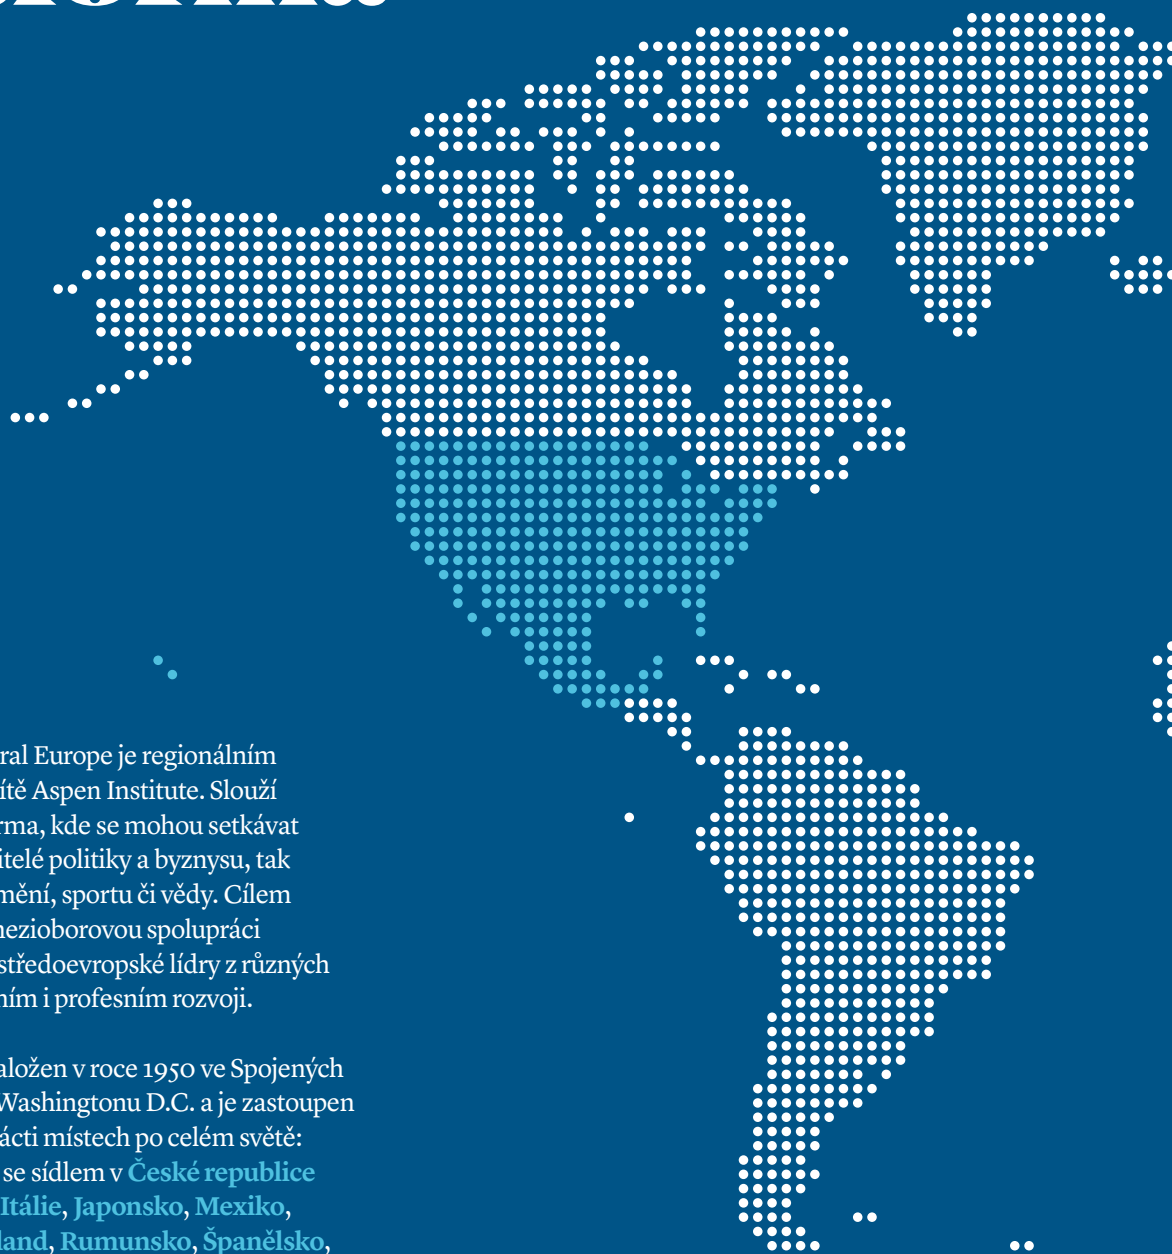 ral Europe je regionálním
ítě Aspen Institute. Slouží
rma, kde se mohou setkávat
itelé politiky a byznysu, tak
mění, sportu či vědy. Cílem
nezioborovou spolupráci
středoevropské lídry z různých
ním i profesním rozvoji.
aložen v roce 1950 ve Spojených
Washingtonu D.C. a je zastoupen
ácti místech po celém světě:
se sídlem v České republice
Itálie, Japonsko, Mexiko,
land, Rumunsko, Španělsko,